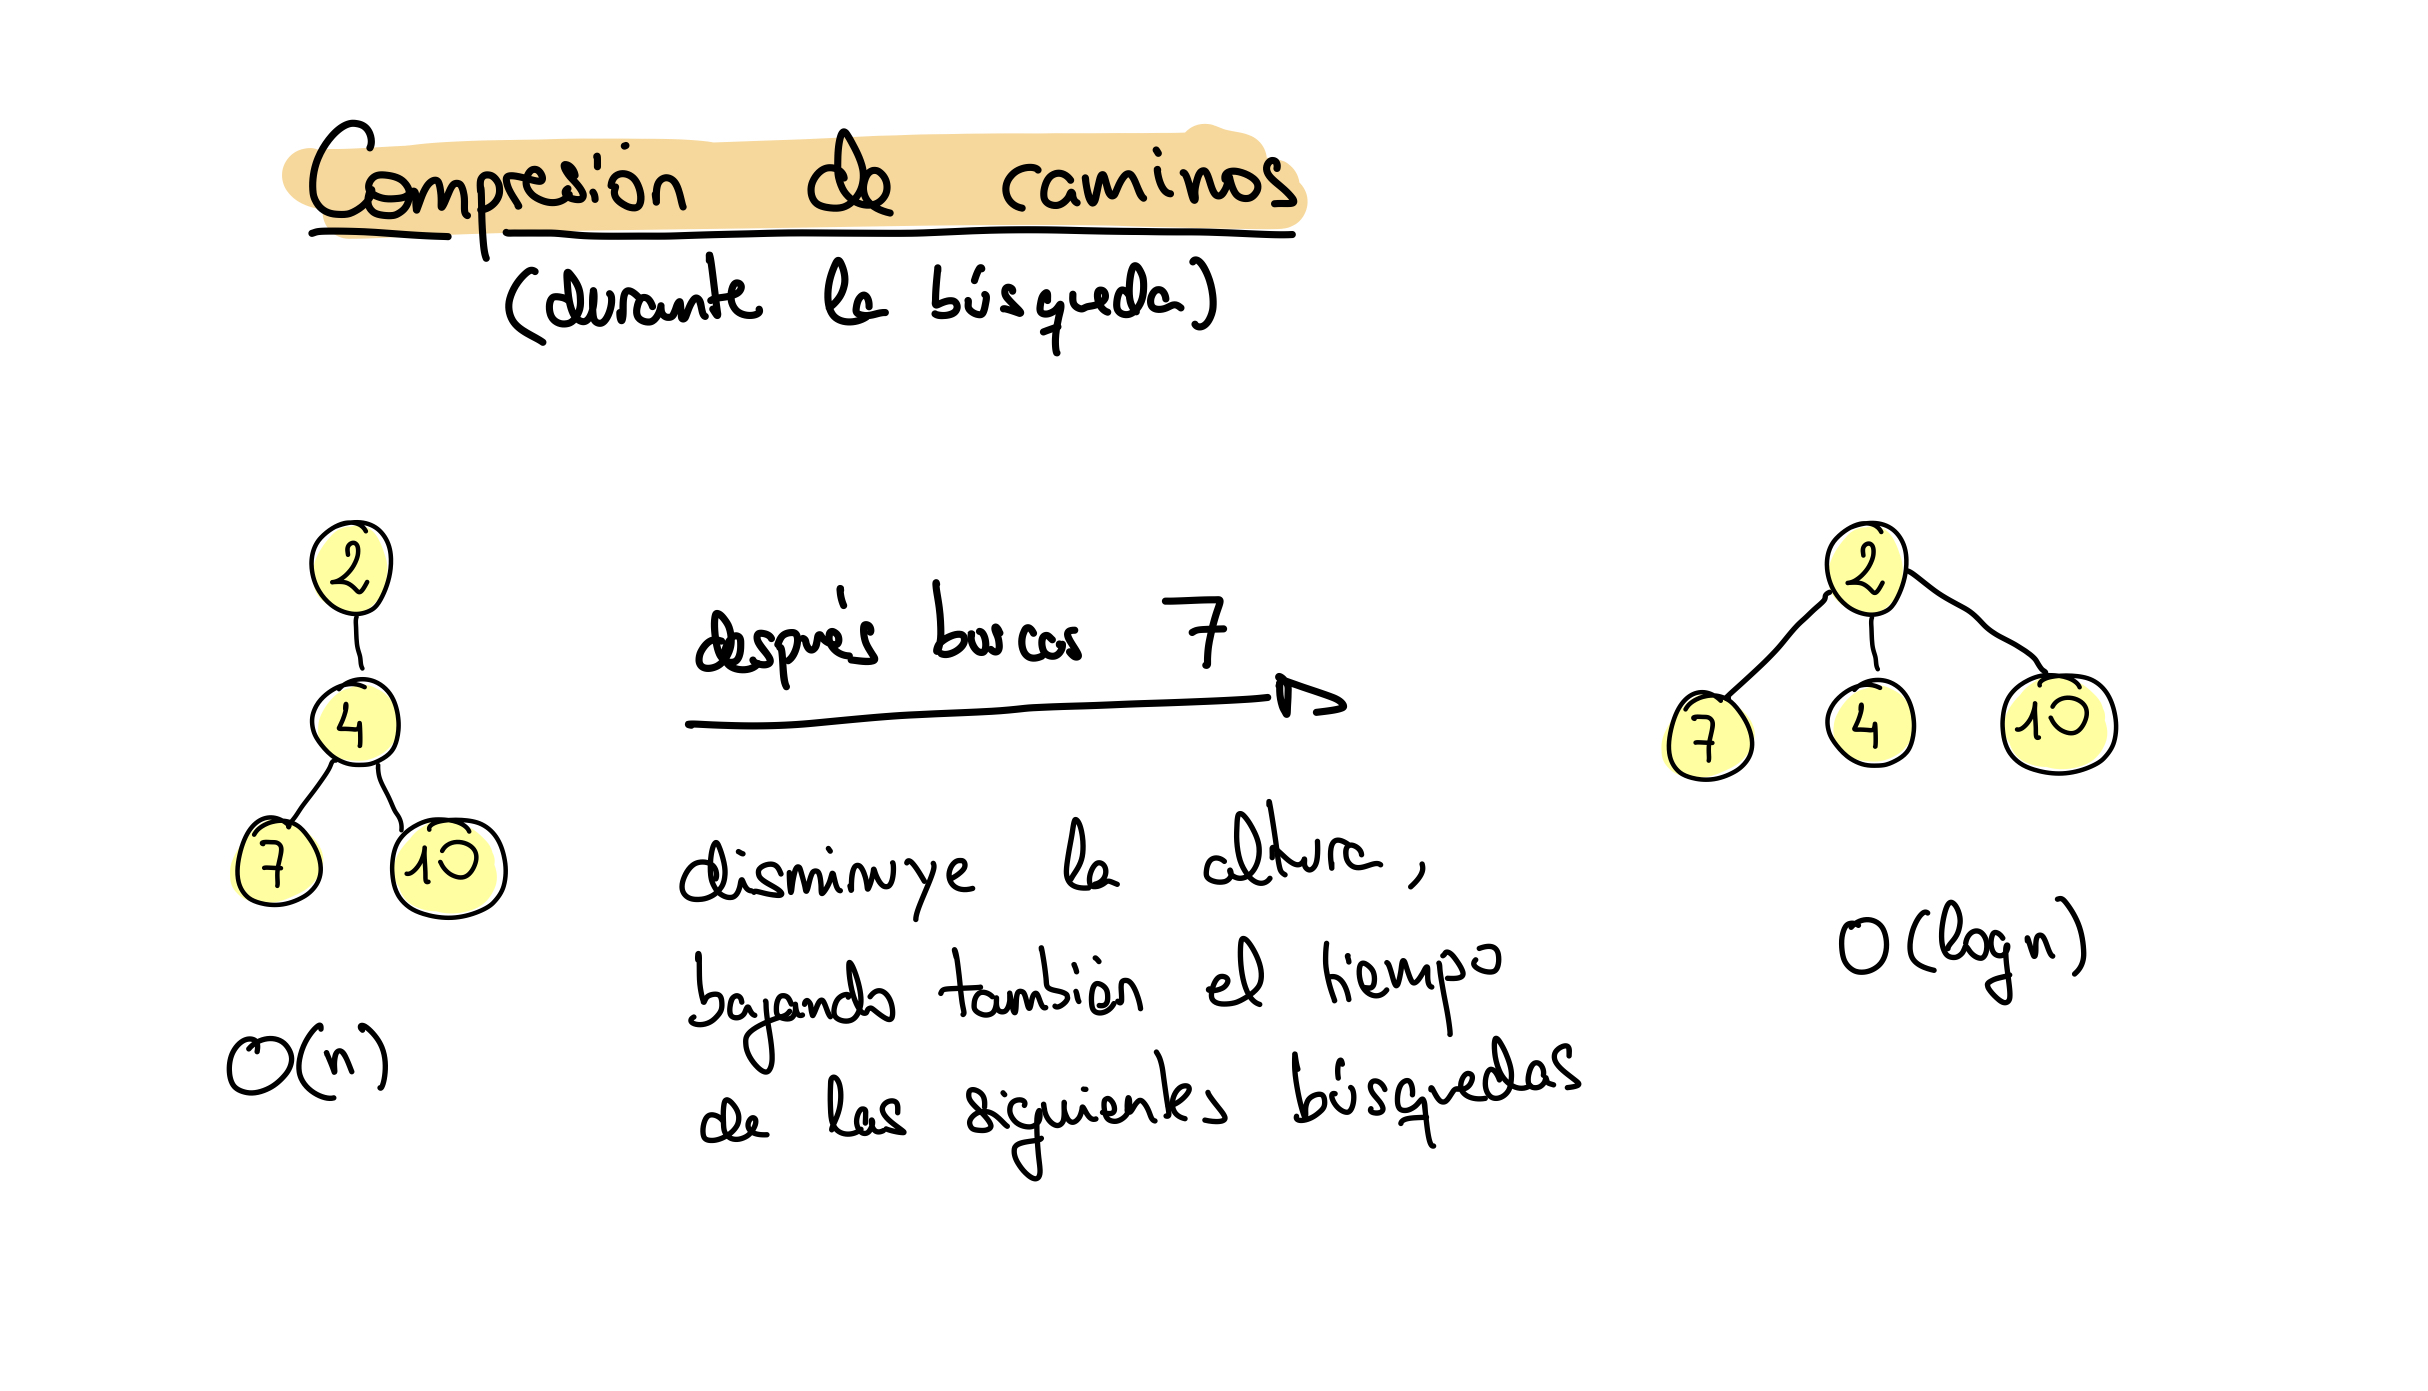 Compresión de caminos
(durante la búsqueda)
2
4
7 10
O(n)
después buscas 7
disminuye la altura,
bajando también el tiempo
de las siguientes búsquedas
2
7 4 10
O(log n)